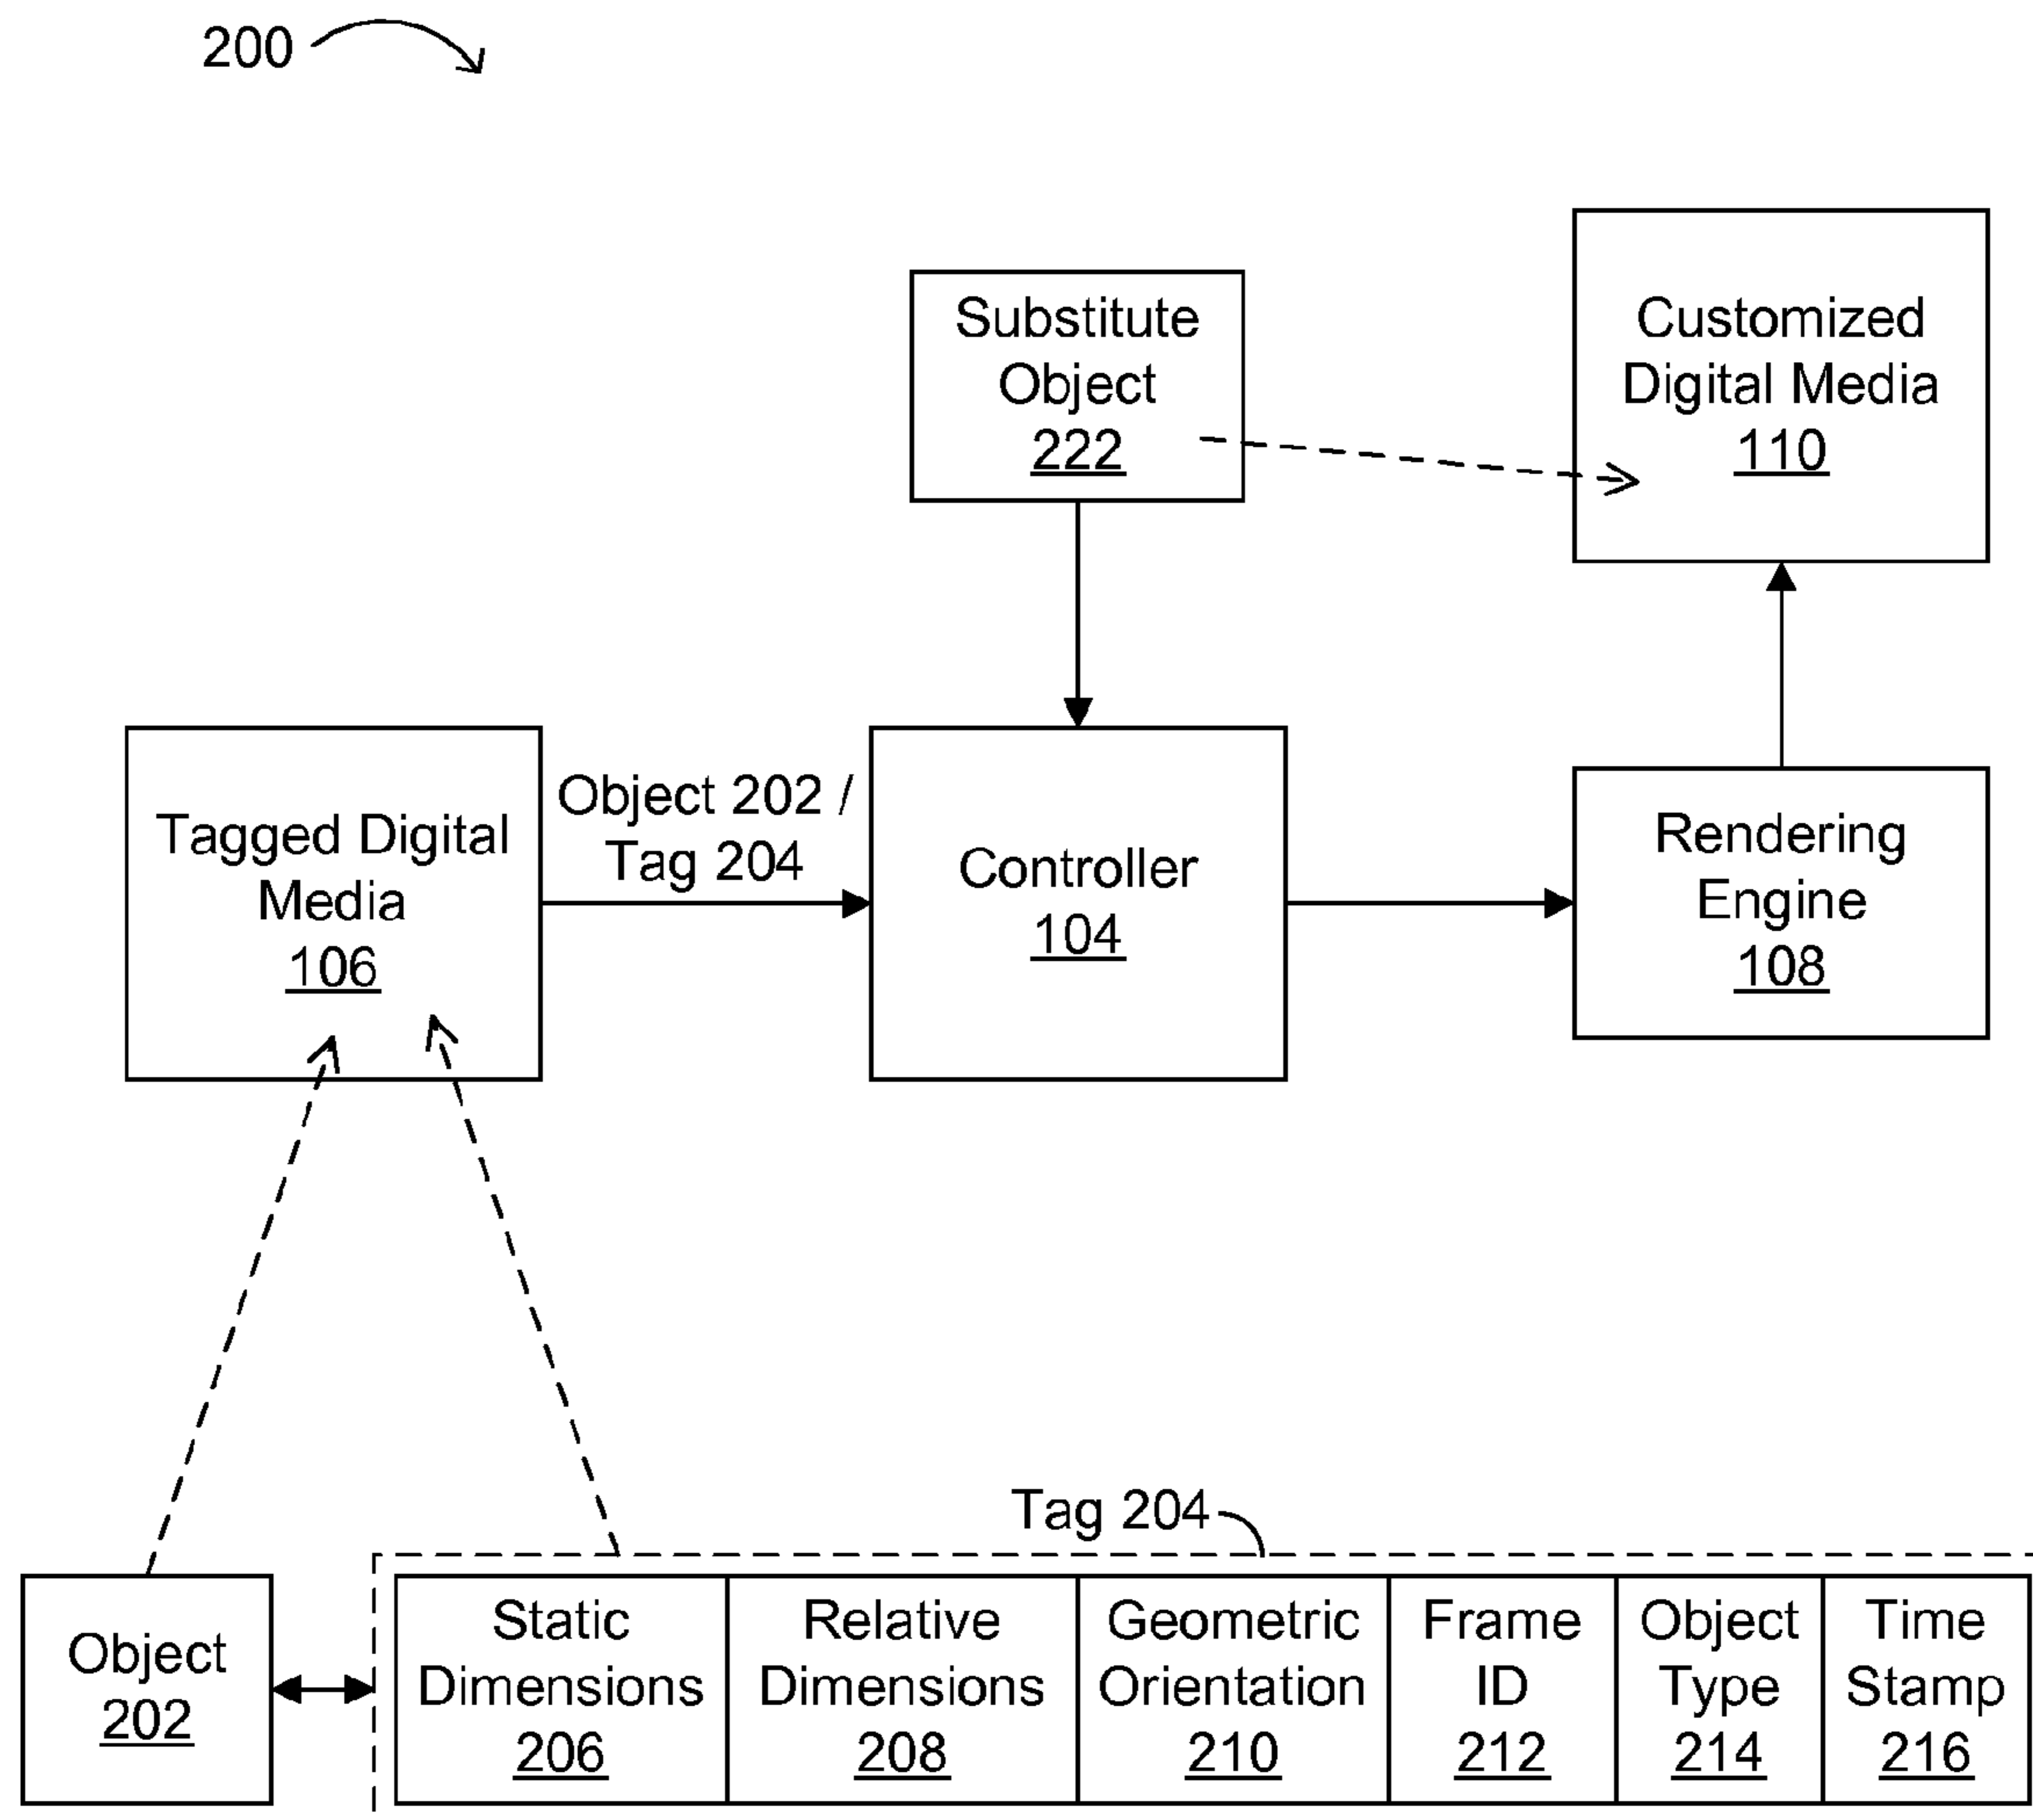 200
Substitute
Object
222
Customized
Digital Media
110
Tagged Digital
Media
106
Object 202 /
Tag 204
Controller
104
Rendering
Engine
108
Tag 204
Object
202
Static
Dimensions
206
Relative
Dimensions
208
Geometric
Orientation
210
Frame
ID
212
Object
Type
214
Time
Stamp
216